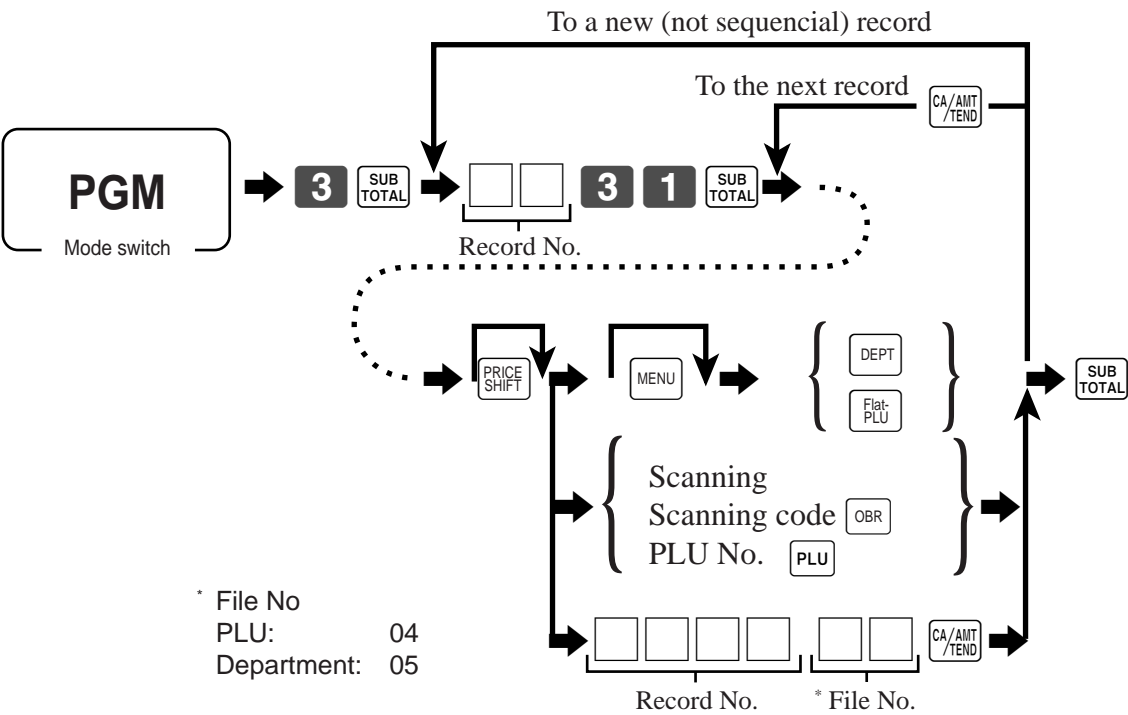 To a new (not sequencial) record
To the next record CA/AMT /TEND
PGM
Mode switch
3 SUB TOTAL 3 1 SUB TOTAL
Record No.
PRICE SHIFT MENU DEPT
Flat-PLU
SUB TOTAL
Scanning
Scanning code OBR
PLU No. PLU
* File No
PLU: 04
Department: 05
CA/AMT /TEND
Record No. * File No.